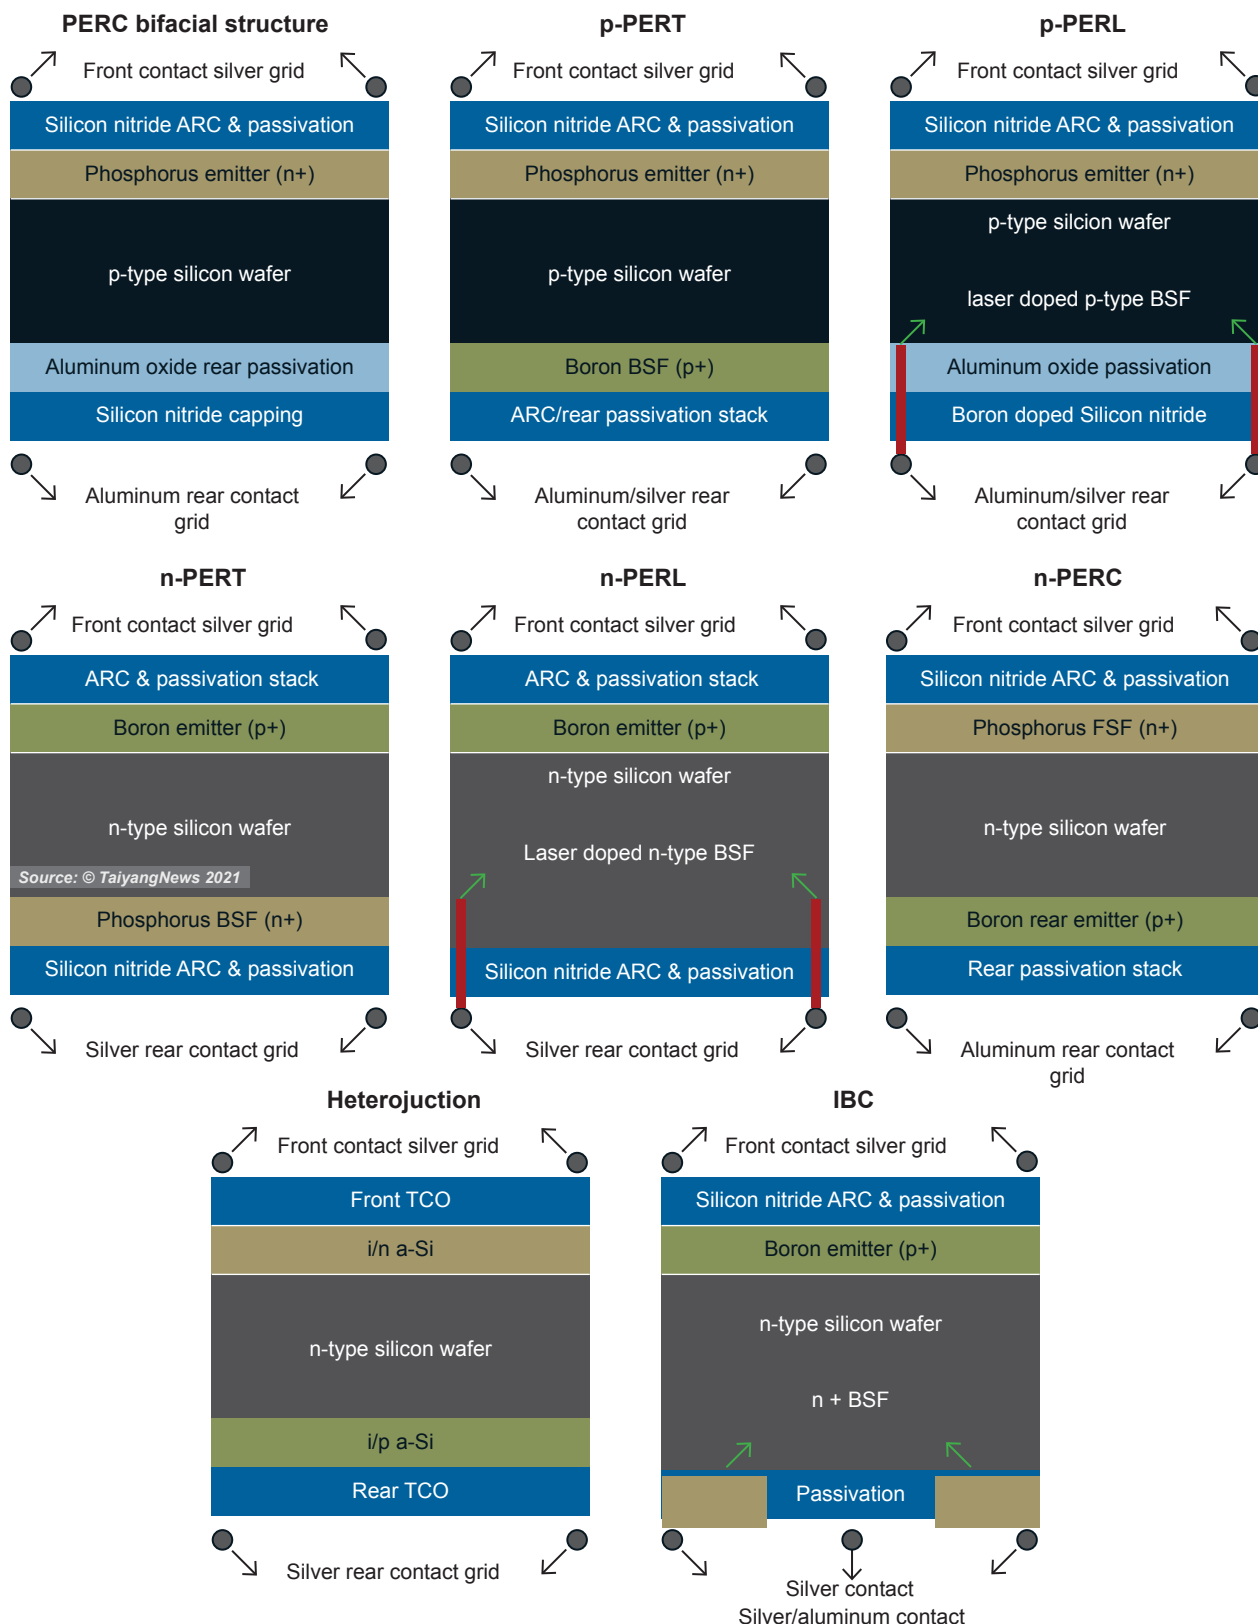 PERC bifacial structure
Front contact silver grid
Silicon nitride ARC & passivation
Phosphorus emitter (n+)
p-type silicon wafer
Aluminum oxide rear passivation
Silicon nitride capping
Aluminum rear contact
grid
p-PERT
Front contact silver grid
Silicon nitride ARC & passivation
Phosphorus emitter (n+)
p-type silicon wafer
Boron BSF (p+)
ARC/rear passivation stack
Aluminum/silver rear
contact grid
p-PERL
Front contact silver grid
Silicon nitride ARC & passivation
Phosphorus emitter (n+)
p-type silcion wafer
laser doped p-type BSF
Aluminum oxide passivation
Boron doped Silicon nitride
Aluminum/silver rear
contact grid
n-PERT
Front contact silver grid
ARC & passivation stack
Boron emitter (p+)
n-type silicon wafer
Source: © TaiyangNews 2021
Phosphorus BSF (n+)
Silicon nitride ARC & passivation
Silver rear contact grid
n-PERL
Front contact silver grid
ARC & passivation stack
Boron emitter (p+)
n-type silicon wafer
Laser doped n-type BSF
Silicon nitride ARC & passivation
Silver rear contact grid
n-PERC
Front contact silver grid
Silicon nitride ARC & passivation
Phosphorus FSF (n+)
n-type silicon wafer
Boron rear emitter (p+)
Rear passivation stack
Aluminum rear contact
grid
Heterojuction
Front contact silver grid
Front TCO
i/n a-Si
n-type silicon wafer
i/p a-Si
Rear TCO
Silver rear contact grid
IBC
Front contact silver grid
Silicon nitride ARC & passivation
Boron emitter (p+)
n-type silicon wafer
n + BSF
Passivation
Silver contact
Silver/aluminum contact